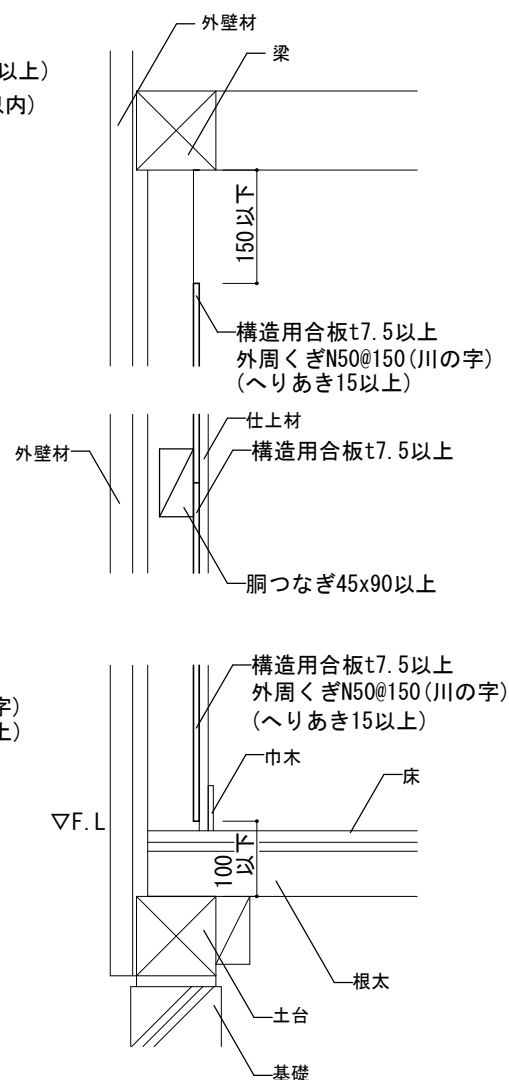 外壁材
梁
以上)
以内)
150以下
構造用合板t7.5以上
外周くぎN50@150(川の字)
(へりあき15以上)
仕上材
外壁材
構造用合板t7.5以上
胴つなぎ45x90以上
構造用合板t7.5以上
外周くぎN50@150(川の字)
(へりあき15以上)
字)
上)
巾木
床
▽F.L
100以下
根太
土台
基礎